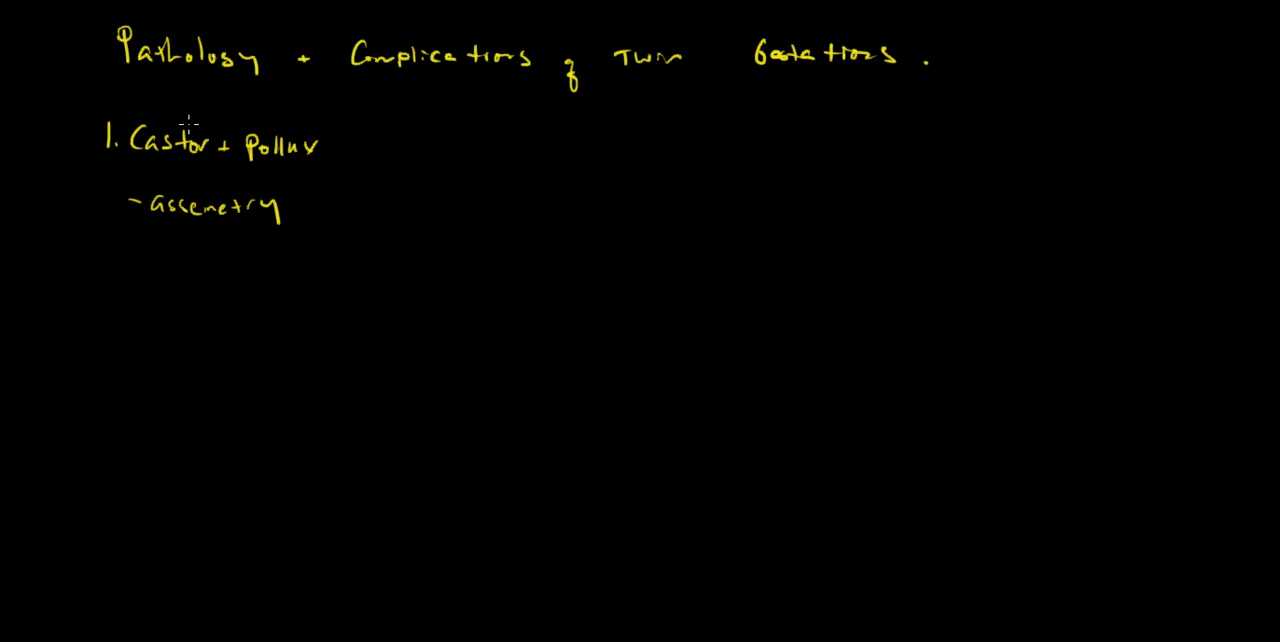 Pathology + Complications of Twin Gestations.
1. Castor + Pollux
- assemetry